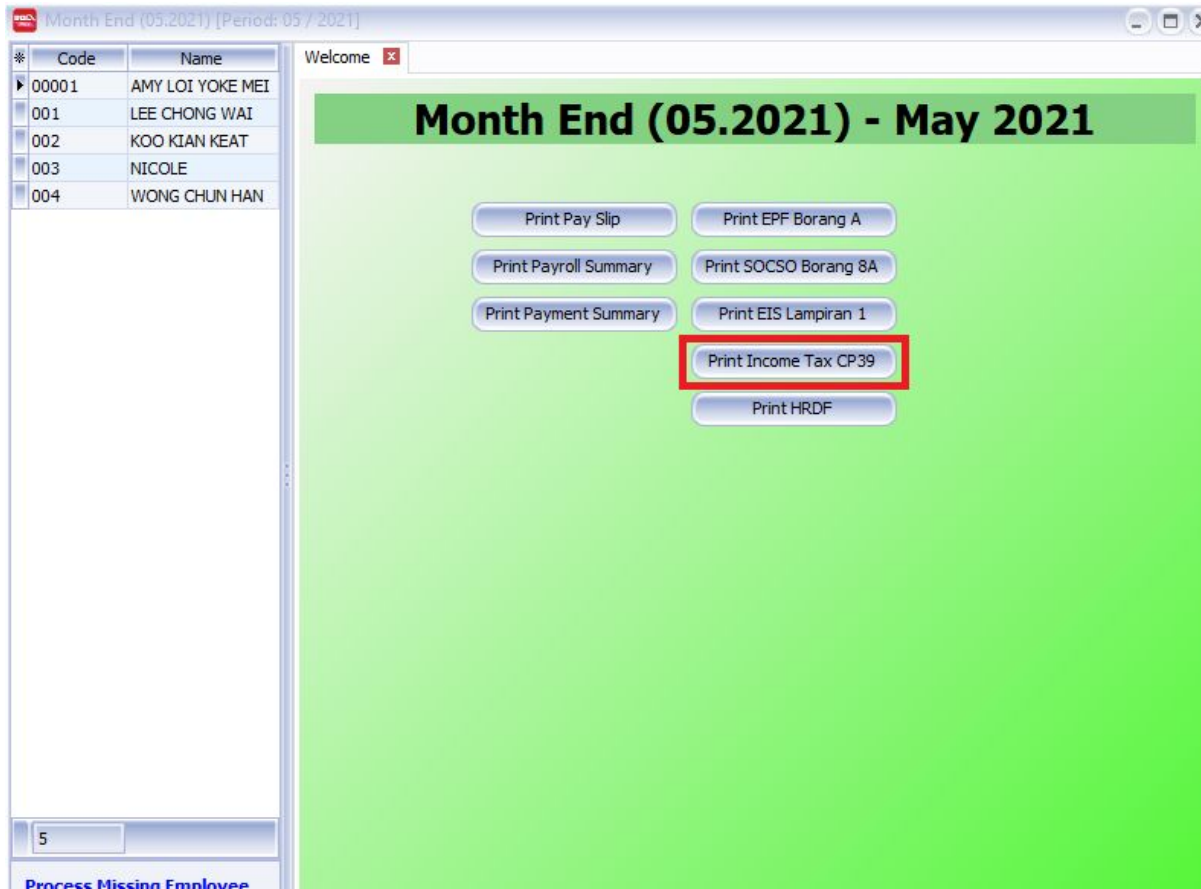 Month End (05.2021) [Period: 05 / 2021]
Code Name
00001 AMY LOI YOKE MEI
001 LEE CHONG WAI
002 KOO KIAN KEAT
003 NICOLE
004 WONG CHUN HAN
5
Process Missing Employee
Welcome
Month End (05.2021) - May 2021
Print Pay Slip Print EPF Borang A
Print Payroll Summary Print SOCSO Borang 8A
Print Payment Summary Print EIS Lampiran 1
Print Income Tax CP39
Print HRDF